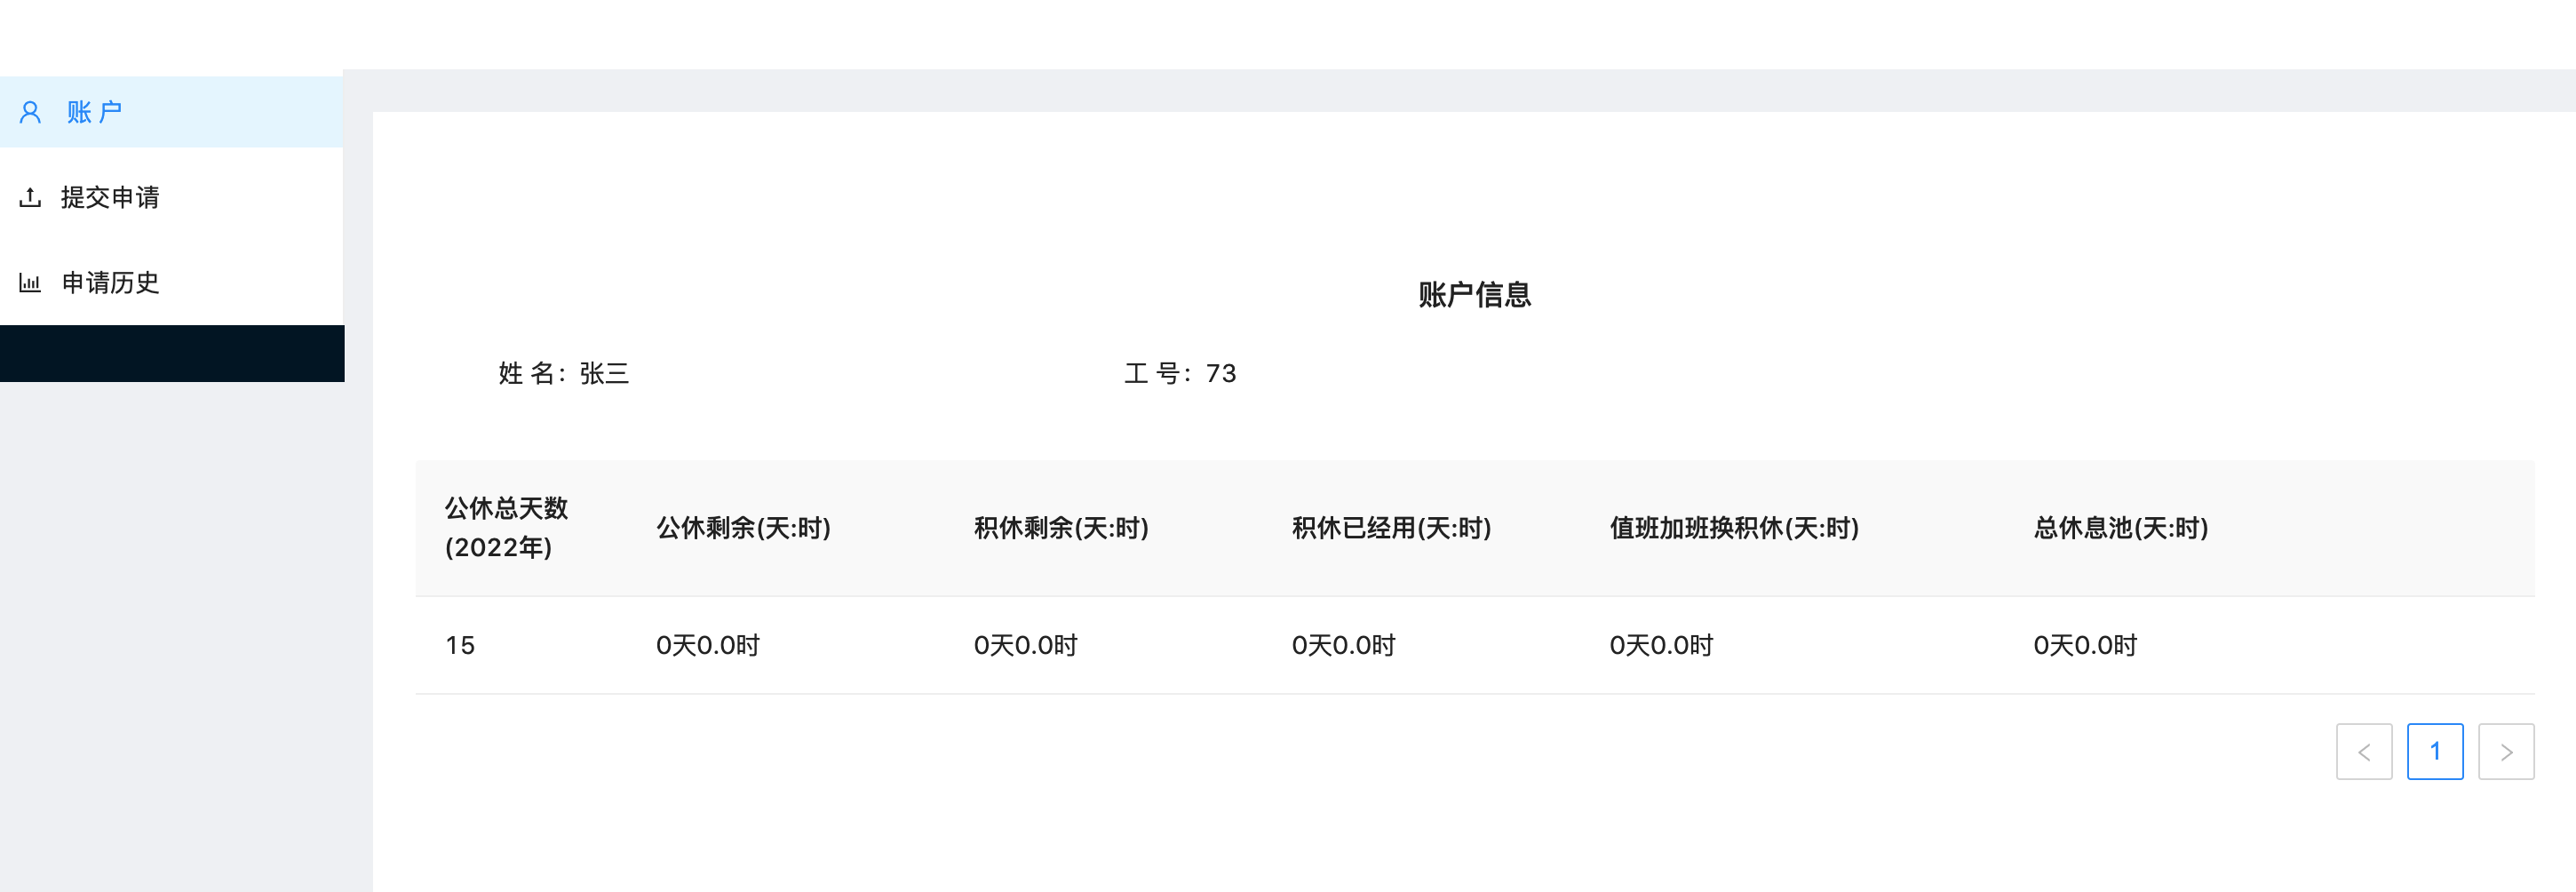 账 户
提交申请
申请历史
账户信息
姓 名：张三 工 号：73
公休总天数
(2022年) 公休剩余(天:时) 积休剩余(天:时) 积休已经用(天:时) 值班加班换积休(天:时) 总休息池(天:时)
15 0天0.0时 0天0.0时 0天0.0时 0天0.0时 0天0.0时
1